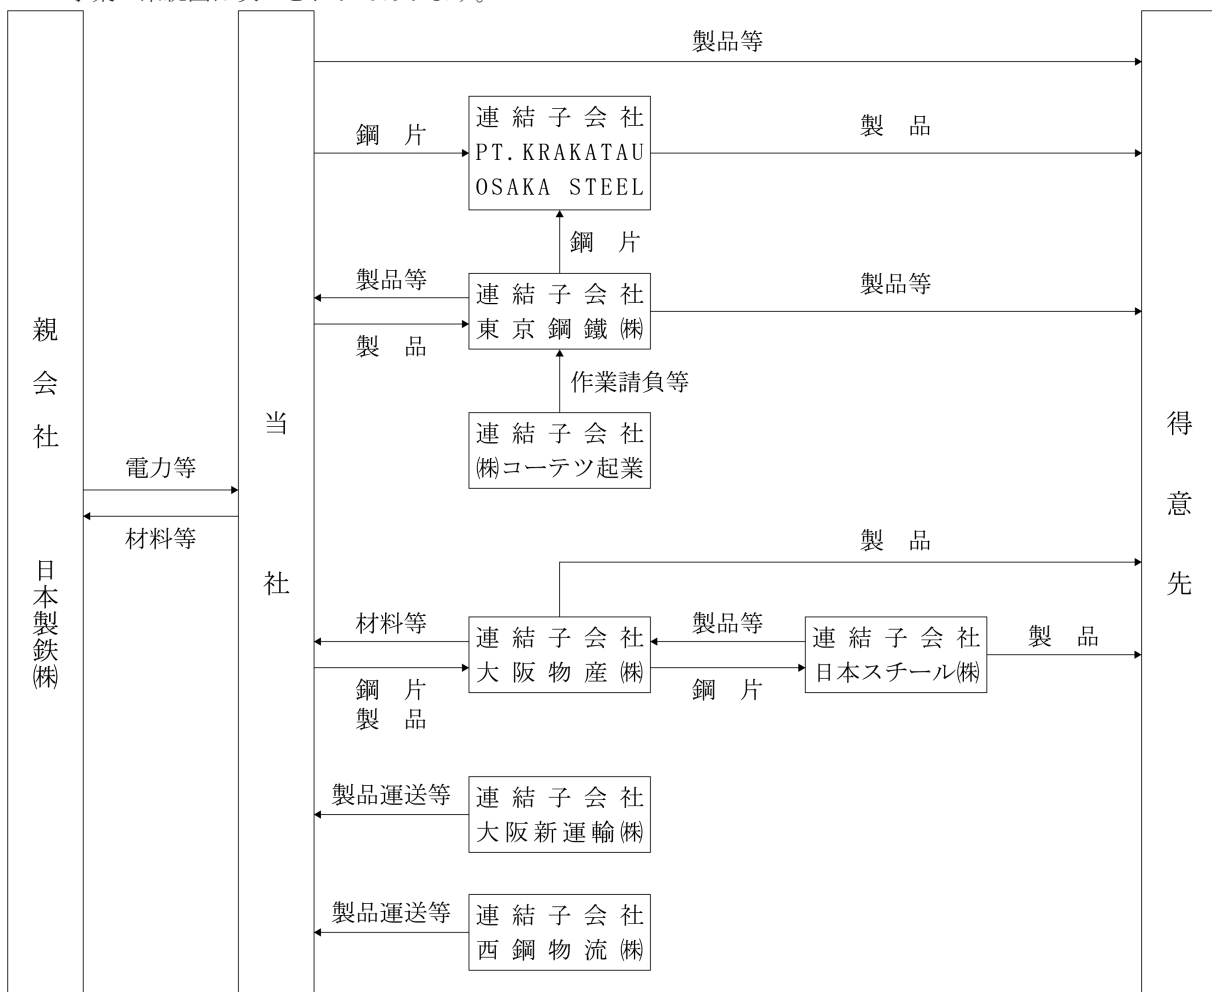 製品等
連結子会社
PT.KRAKATAU
OSAKA STEEL
鋼片
製品
鋼片
連結子会社
東京鋼鐵㈱
製品等
製品
製品等
作業請負等
連結子会社
㈱コーテツ起業
親会社
日本製鉄㈱
電力等
材料等
当社
得意先
製品
連結子会社
大阪物産㈱
材料等
鋼片
製品
製品等
鋼片
連結子会社
日本スチール㈱
製品
製品運送等
連結子会社
大阪新運輸㈱
製品運送等
連結子会社
西鋼物流㈱